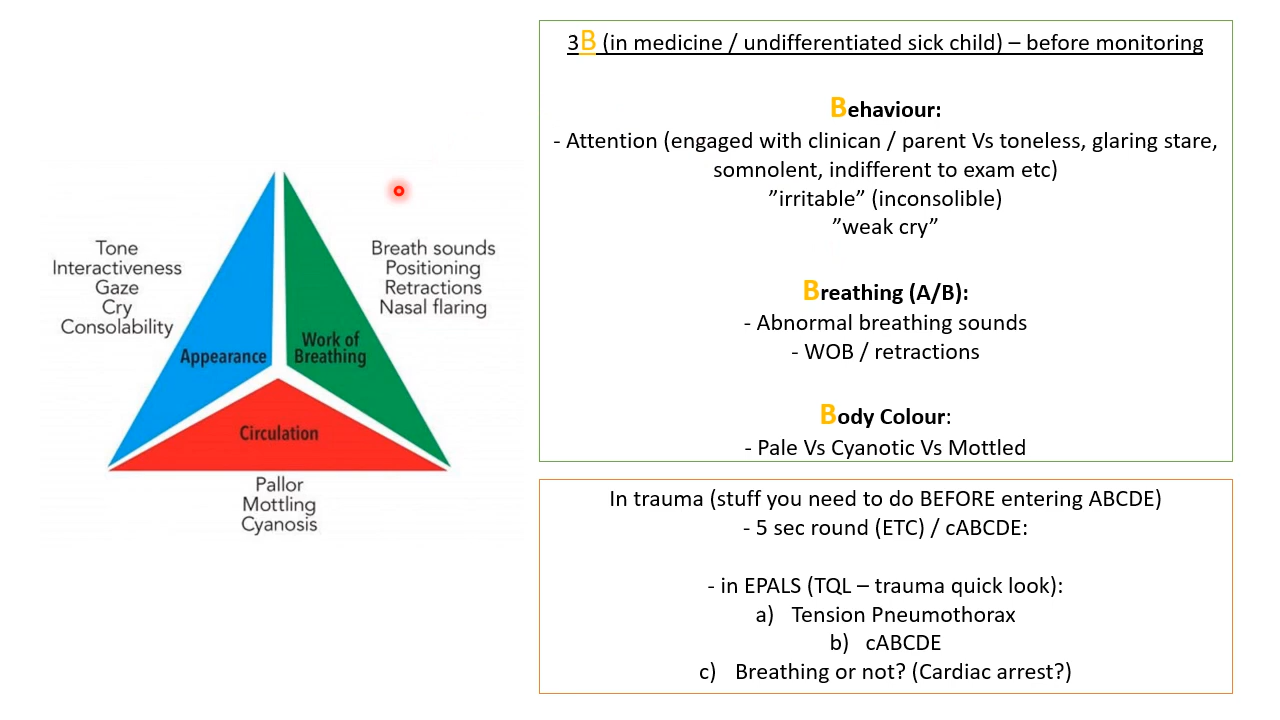 Tone
Interactiveness
Gaze
Cry
Consolability
Breath sounds
Positioning
Retractions
Nasal flaring
Appearance
Work of
Breathing
Circulation
Pallor
Mottling
Cyanosis
3B (in medicine / undifferentiated sick child) – before monitoring
Behaviour:
- Attention (engaged with clinican / parent Vs toneless, glaring stare,
somnolent, indifferent to exam etc)
”irritable” (inconsolible)
”weak cry”
Breathing (A/B):
- Abnormal breathing sounds
- WOB / retractions
Body Colour:
- Pale Vs Cyanotic Vs Mottled
In trauma (stuff you need to do BEFORE entering ABCDE)
- 5 sec round (ETC) / cABCDE:
- in EPALS (TQL – trauma quick look):
a) Tension Pneumothorax
b) cABCDE
c) Breathing or not? (Cardiac arrest?)